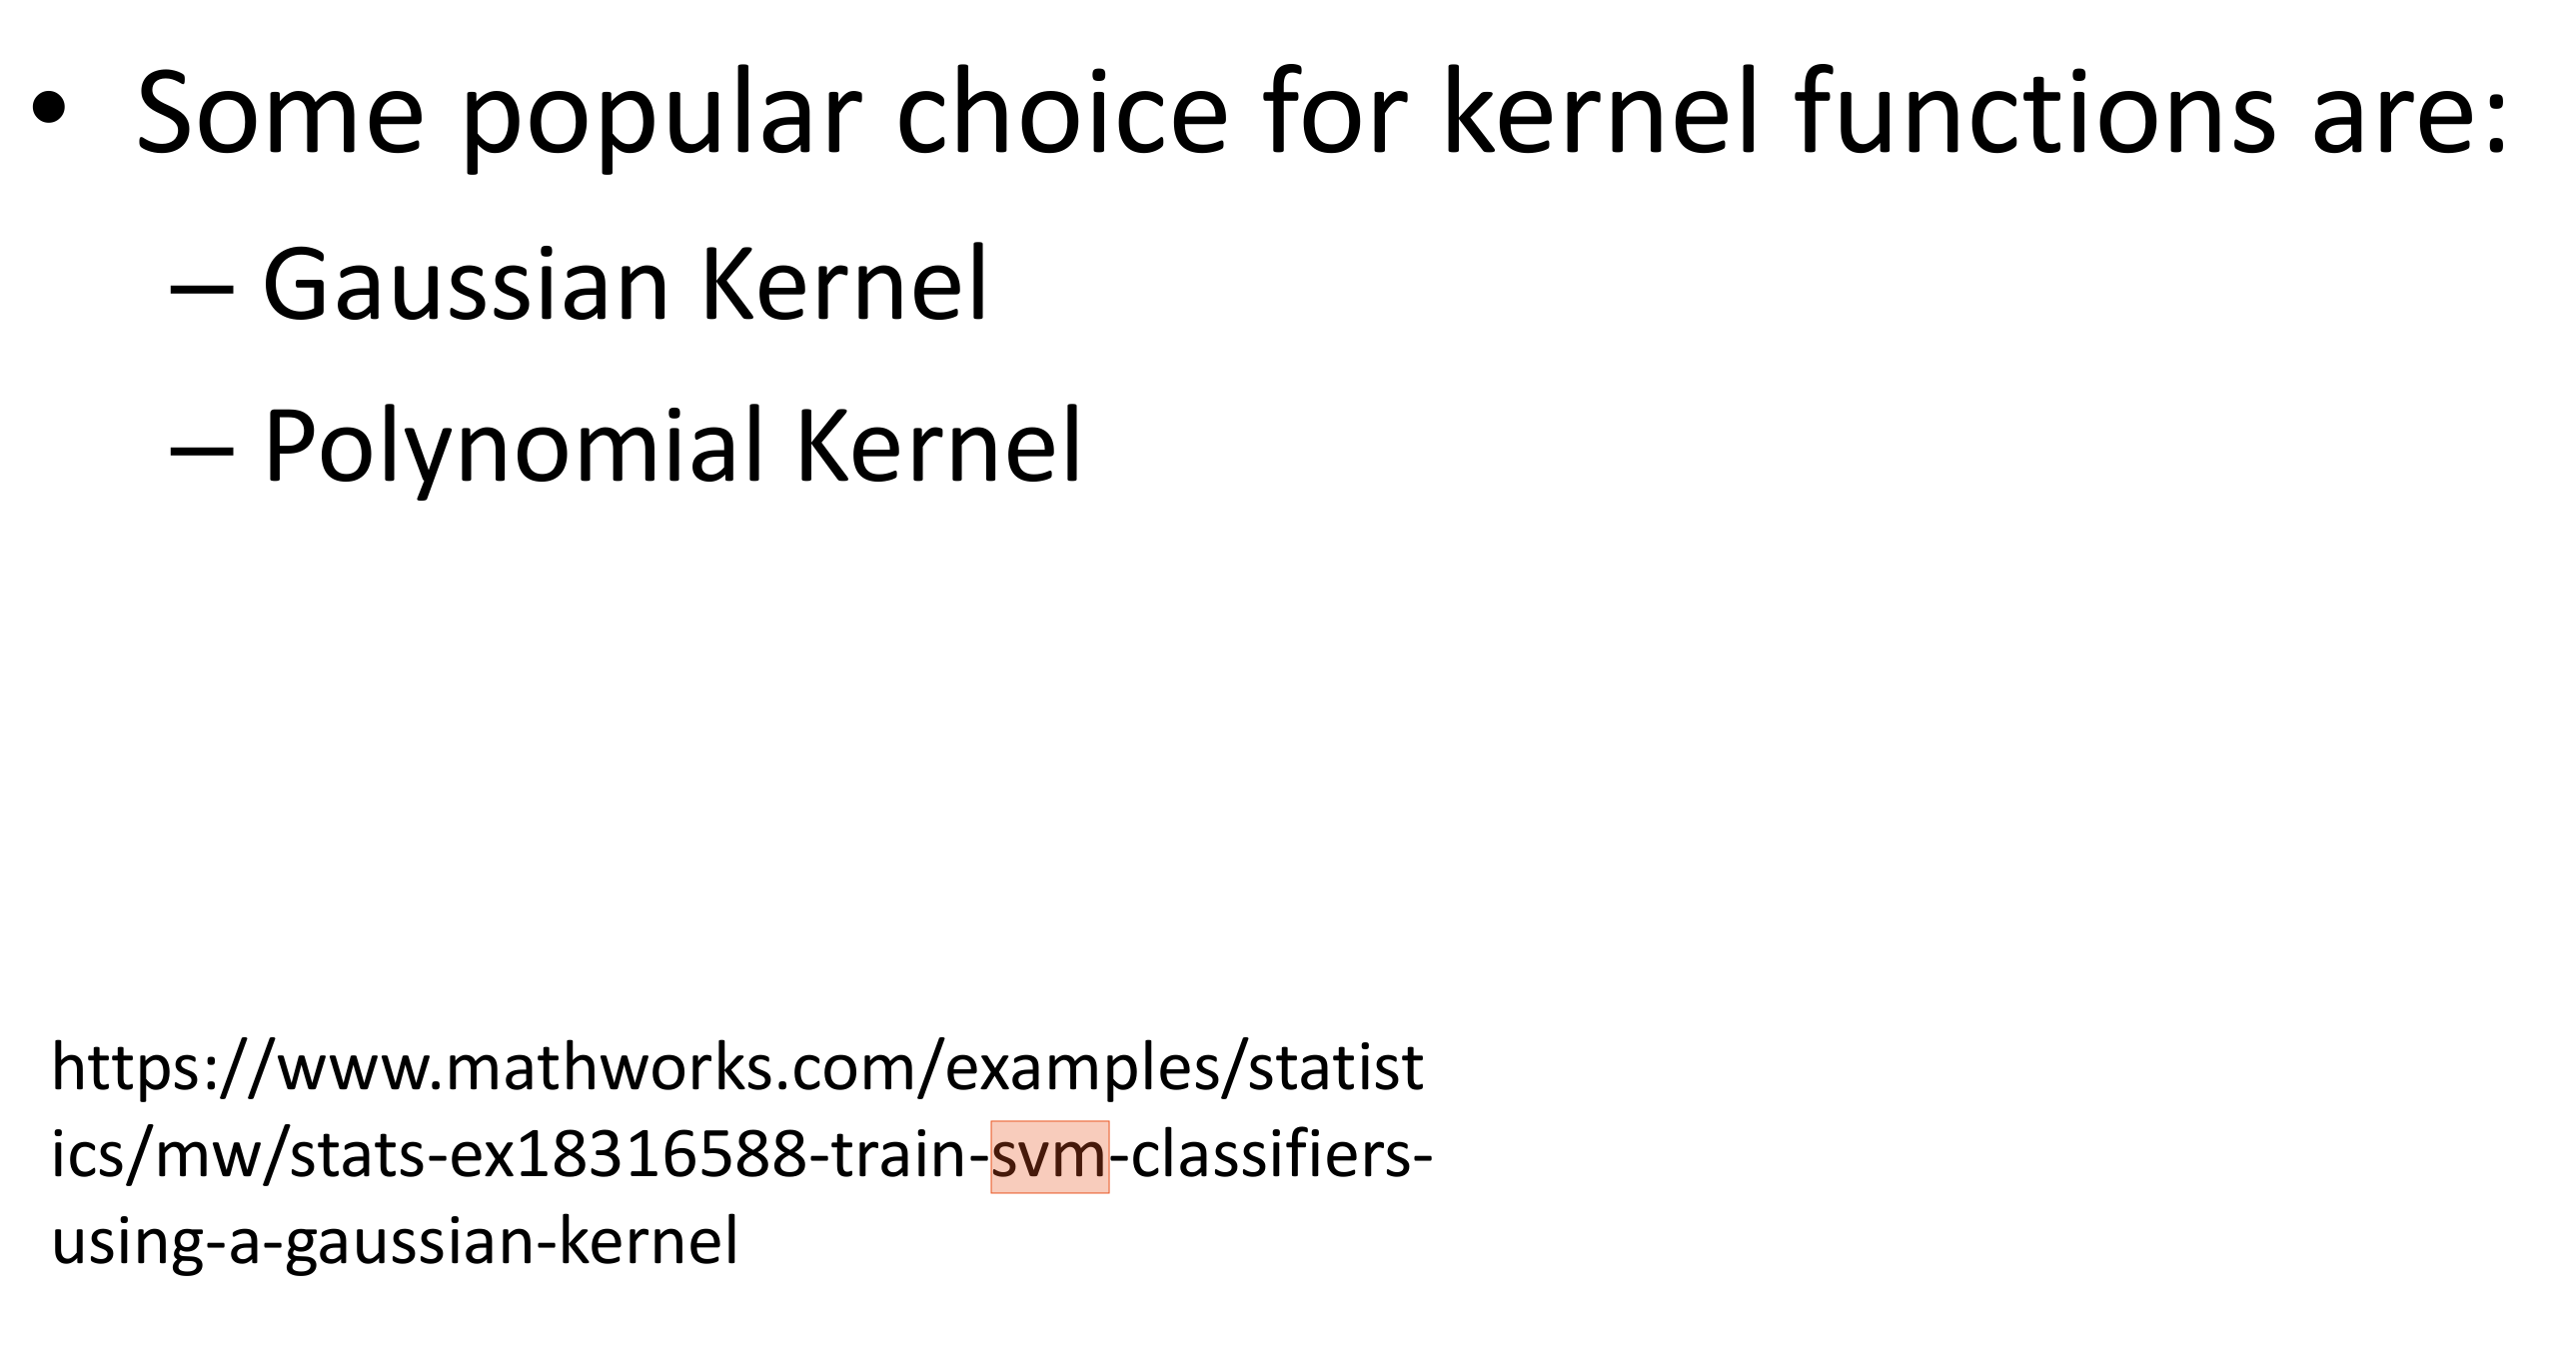 • Some popular choice for kernel functions are:
– Gaussian Kernel
– Polynomial Kernel
https://www.mathworks.com/examples/statist
ics/mw/stats-ex18316588-train-svm-classifiers-
using-a-gaussian-kernel